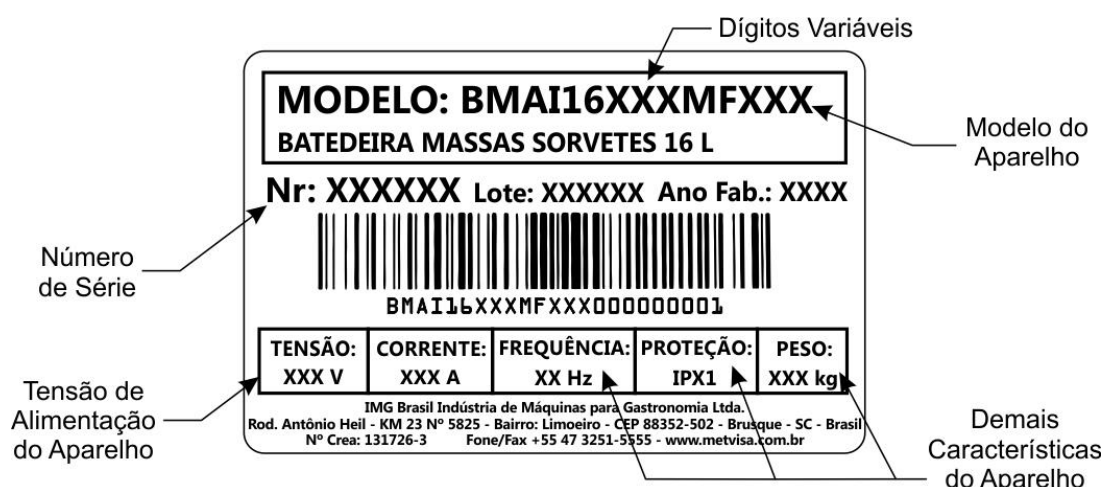 Dígitos Variáveis
MODELO: BMAI16XXXMFXXX
BATEDEIRA MASSAS SORVETES 16 L
Modelo do
Aparelho
Nr: XXXXXX Lote: XXXXXX Ano Fab.: XXXX
Número
de Série
BMAI16XXXMFXXX000000001
TENSÃO: CORRENTE: FREQUÊNCIA: PROTEÇÃO: PESO:
XXX V XXX A XX Hz IPX1 XXX kg
Tensão de
Alimentação
do Aparelho
IMG Brasil Indústria de Máquinas para Gastronomia Ltda.
Rod. Antônio Heil - KM 23 Nº 5825 - Bairro: Limoeiro - CEP 88352-502 - Brusque - SC - Brasil
Nº Crea: 131726-3 Fone/Fax +55 47 3251-5555 - www.metvisa.com.br
Demais
Características
do Aparelho